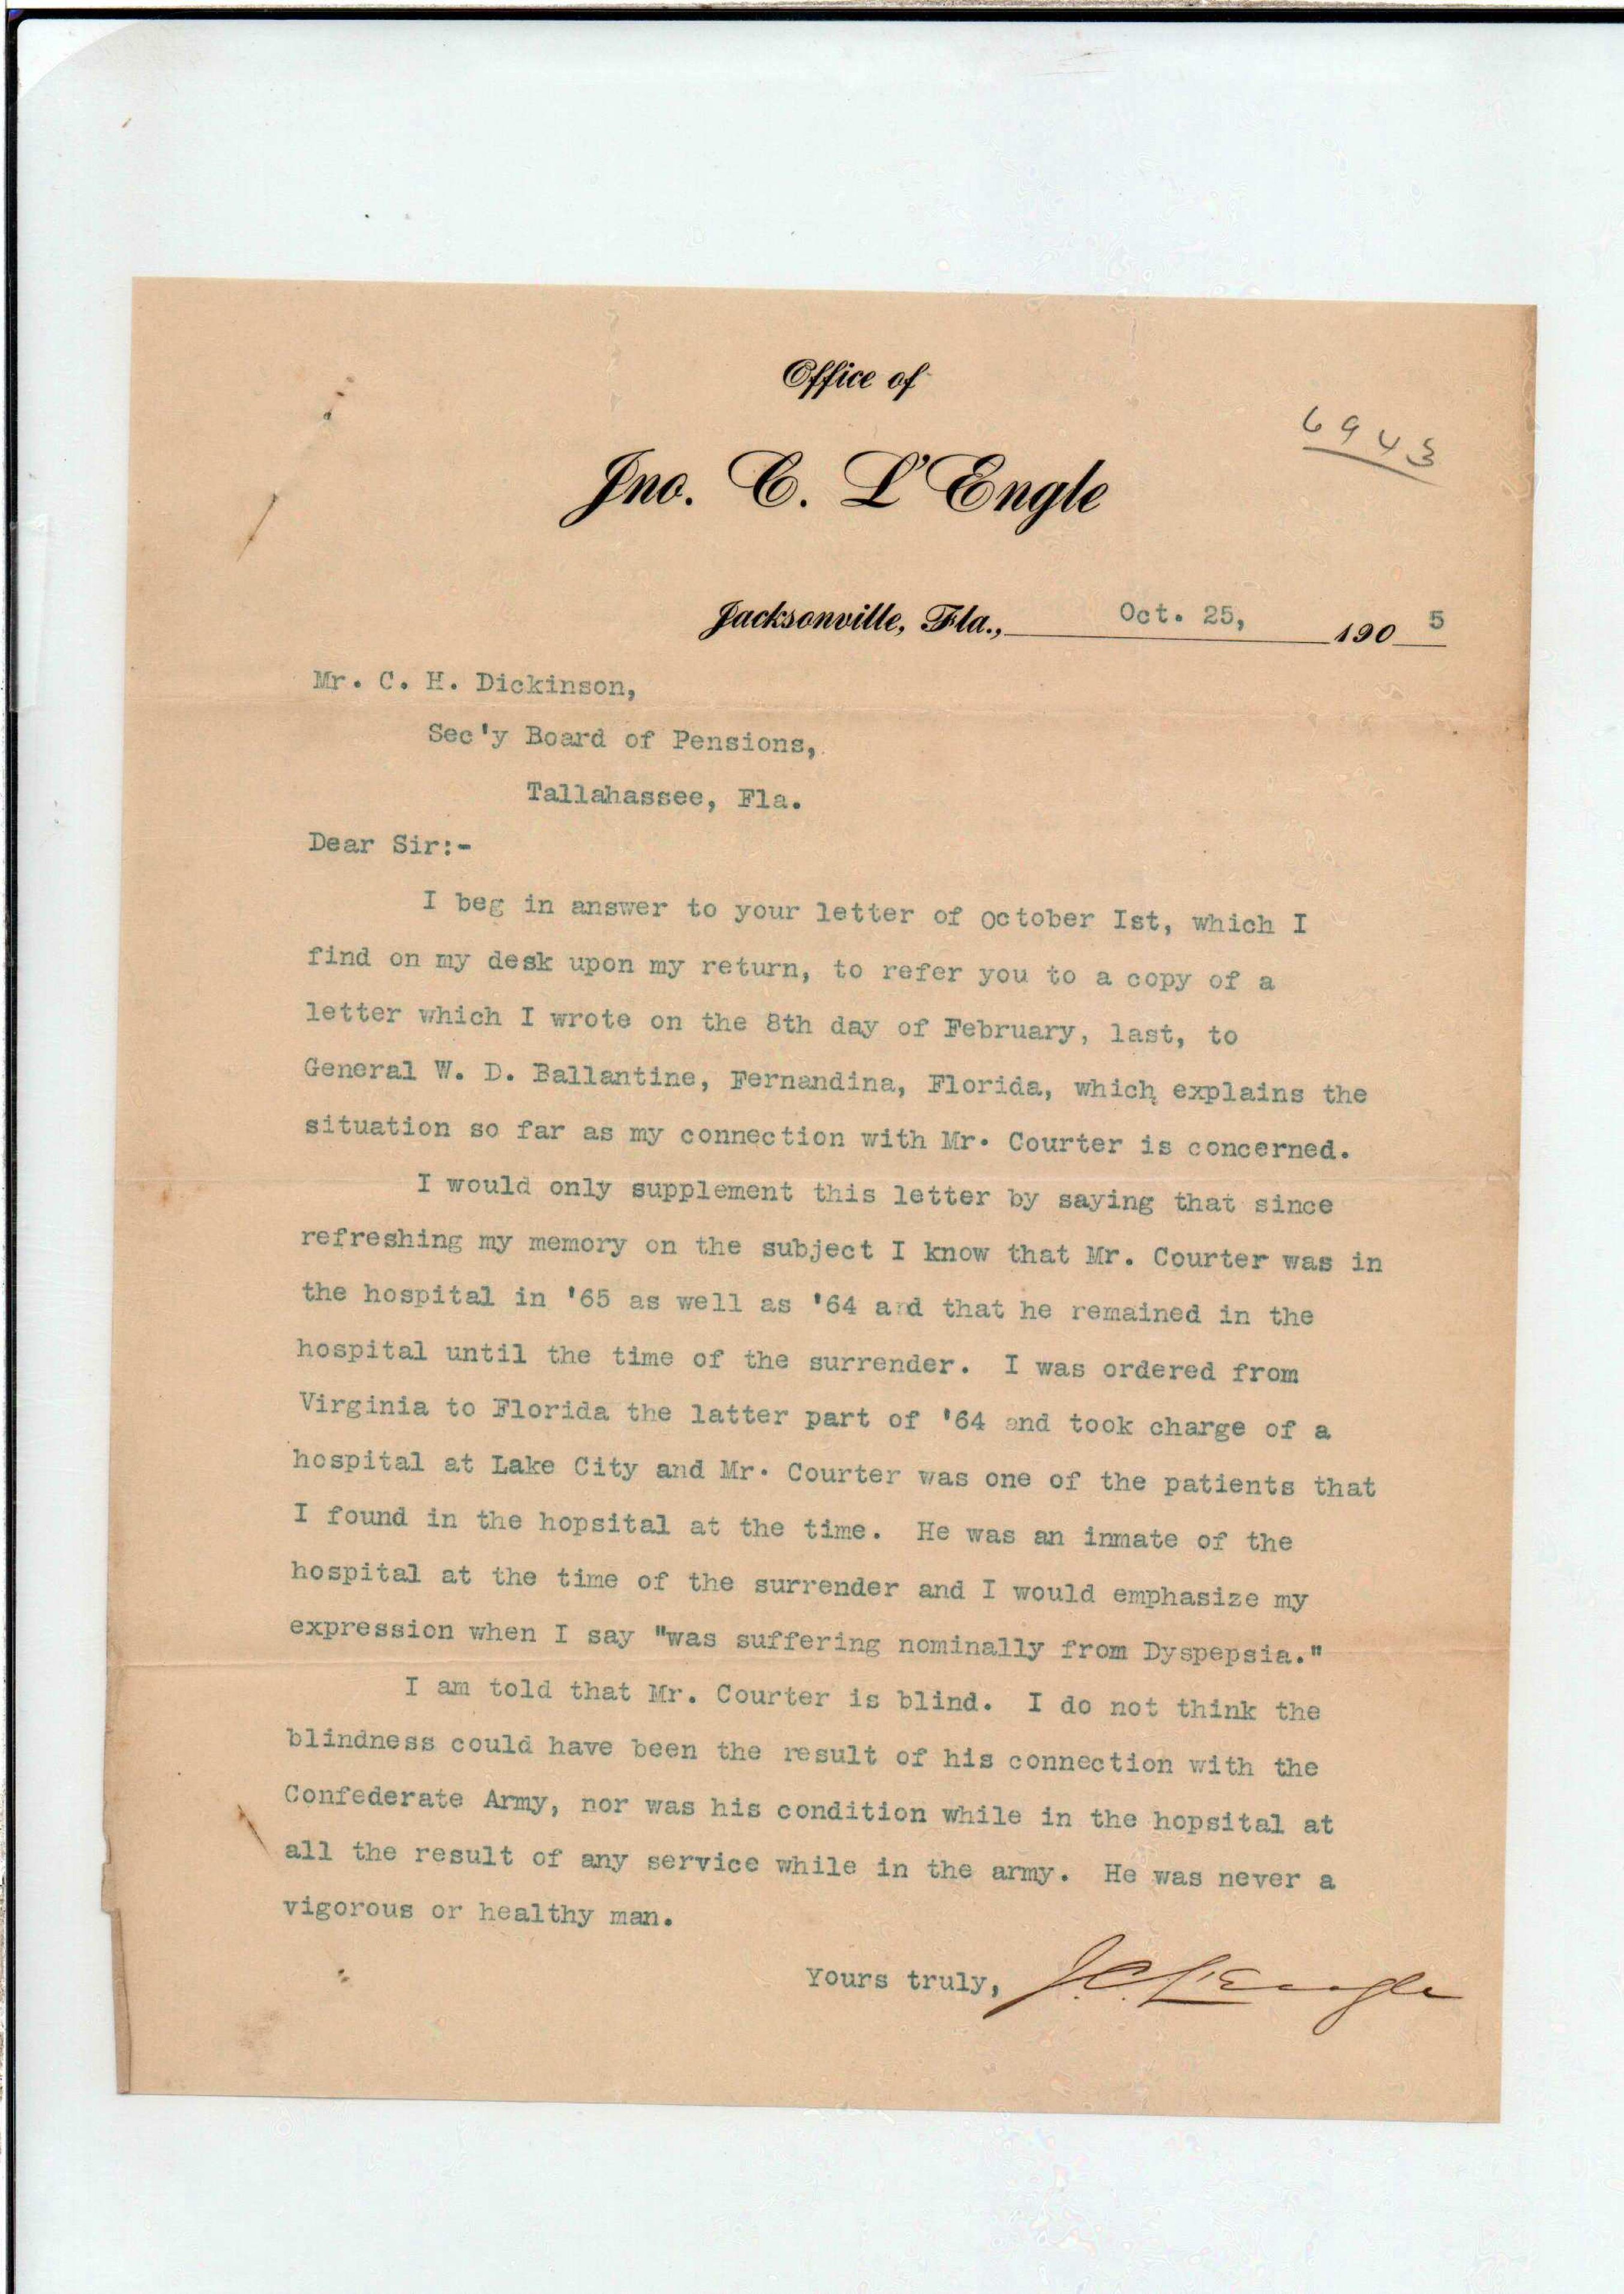 Office of
6943
Jno. C. L'Engle
Jacksonville, Fla., Oct. 25, 190 5
Mr. C. H. Dickinson,
Sec'y Board of Pensions,
Tallahassee, Fla.
Dear Sir:-
I beg in answer to your letter of October Ist, which I
find on my desk upon my return, to refer you to a copy of a
letter which I wrote on the 8th day of February, last, to
General W. D. Ballantine, Fernandina, Florida, which explains the
situation so far as my connection with Mr. Courter is concerned.
I would only supplement this letter by saying that since
refreshing my memory on the subject I know that Mr. Courter was in
the hospital in '65 as well as '64 and that he remained in the
hospital until the time of the surrender. I was ordered from
Virginia to Florida the latter part of '64 and took charge of a
hospital at Lake City and Mr. Courter was one of the patients that
I found in the hopsital at the time. He was an inmate of the
hospital at the time of the surrender and I would emphasize my
expression when I say "was suffering nominally from Dyspepsia."
I am told that Mr. Courter is blind. I do not think the
blindness could have been the result of his connection with the
Confederate Army, nor was his condition while in the hopsital at
all the result of any service while in the army. He was never a
vigorous or healthy man.
Yours truly, J. C. L'Engle